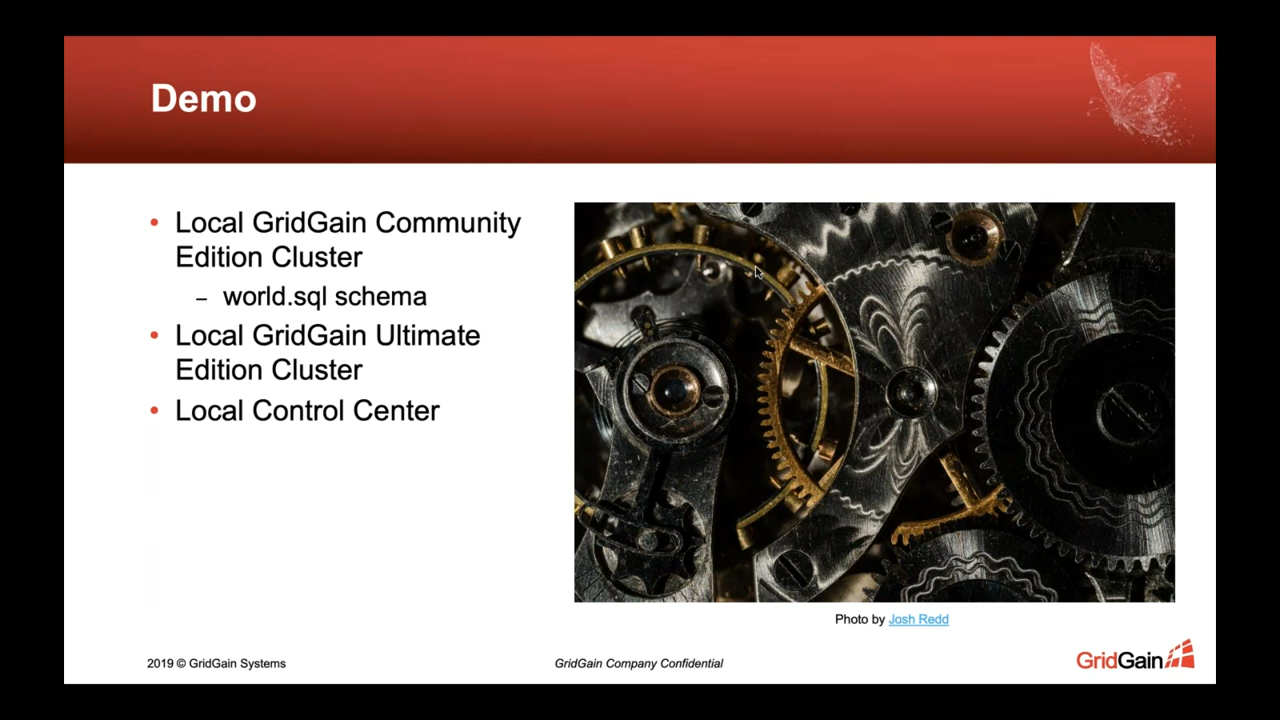 Demo
• Local GridGain Community
Edition Cluster
– world.sql schema
• Local GridGain Ultimate
Edition Cluster
• Local Control Center
Photo by Josh Redd
2019 © GridGain Systems
GridGain Company Confidential
GridGain